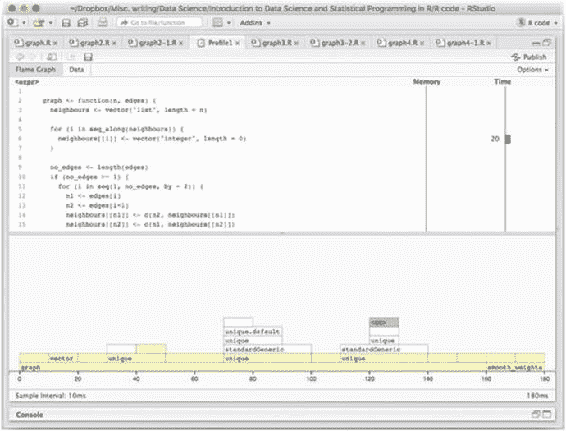 ~/Dropbox/Misc. writing/Data Science/Introduction to Data Science and Statistical Programming in R/R code - RStudio
Go to file/function
Addins
R code
graph.R × graph2.R × graph2-1.R × Profile1 × graph3.R × graph3-2.R × graph4.R × graph4-1.R ×
Publish
Flame Graph Data Options
<expr> Memory Time
1
2 graph <- function(n, edges) {
3 neighbours <- vector("list", length = n)
4
5 for (i in seq_along(neighbours)) {
6 neighbours[[i]] <- vector("integer", length = 0) 20
7 }
8
9 no_edges <- length(edges)
10 if (no_edges >= 1) {
11 for (i in seq(1, no_edges, by = 2)) {
12 n1 <- edges[i]
13 n2 <- edges[i+1]
14 neighbours[[n1]] <- c(n2, neighbours[[n1]])
15 neighbours[[n2]] <- c(n1, neighbours[[n2]])
<GC>
unique.default
unique unique
standardGeneric standardGeneric
vector unique unique unique
graph smooth_weights
0 20 40 60 80 100 120 140 160 180
Sample Interval: 10ms 180ms
Console